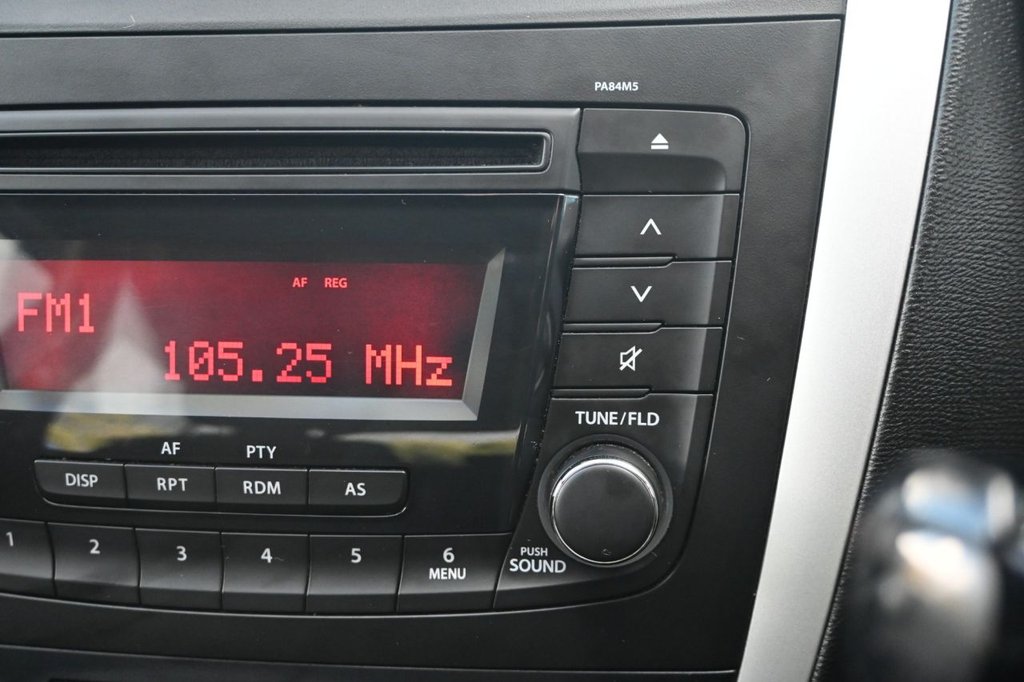 PA84M5
AF REG
FM1
105.25 MHz
TUNE/FLD
AF PTY
DISP RPT RDM AS
1 2 3 4 5 6
MENU
PUSH
SOUND